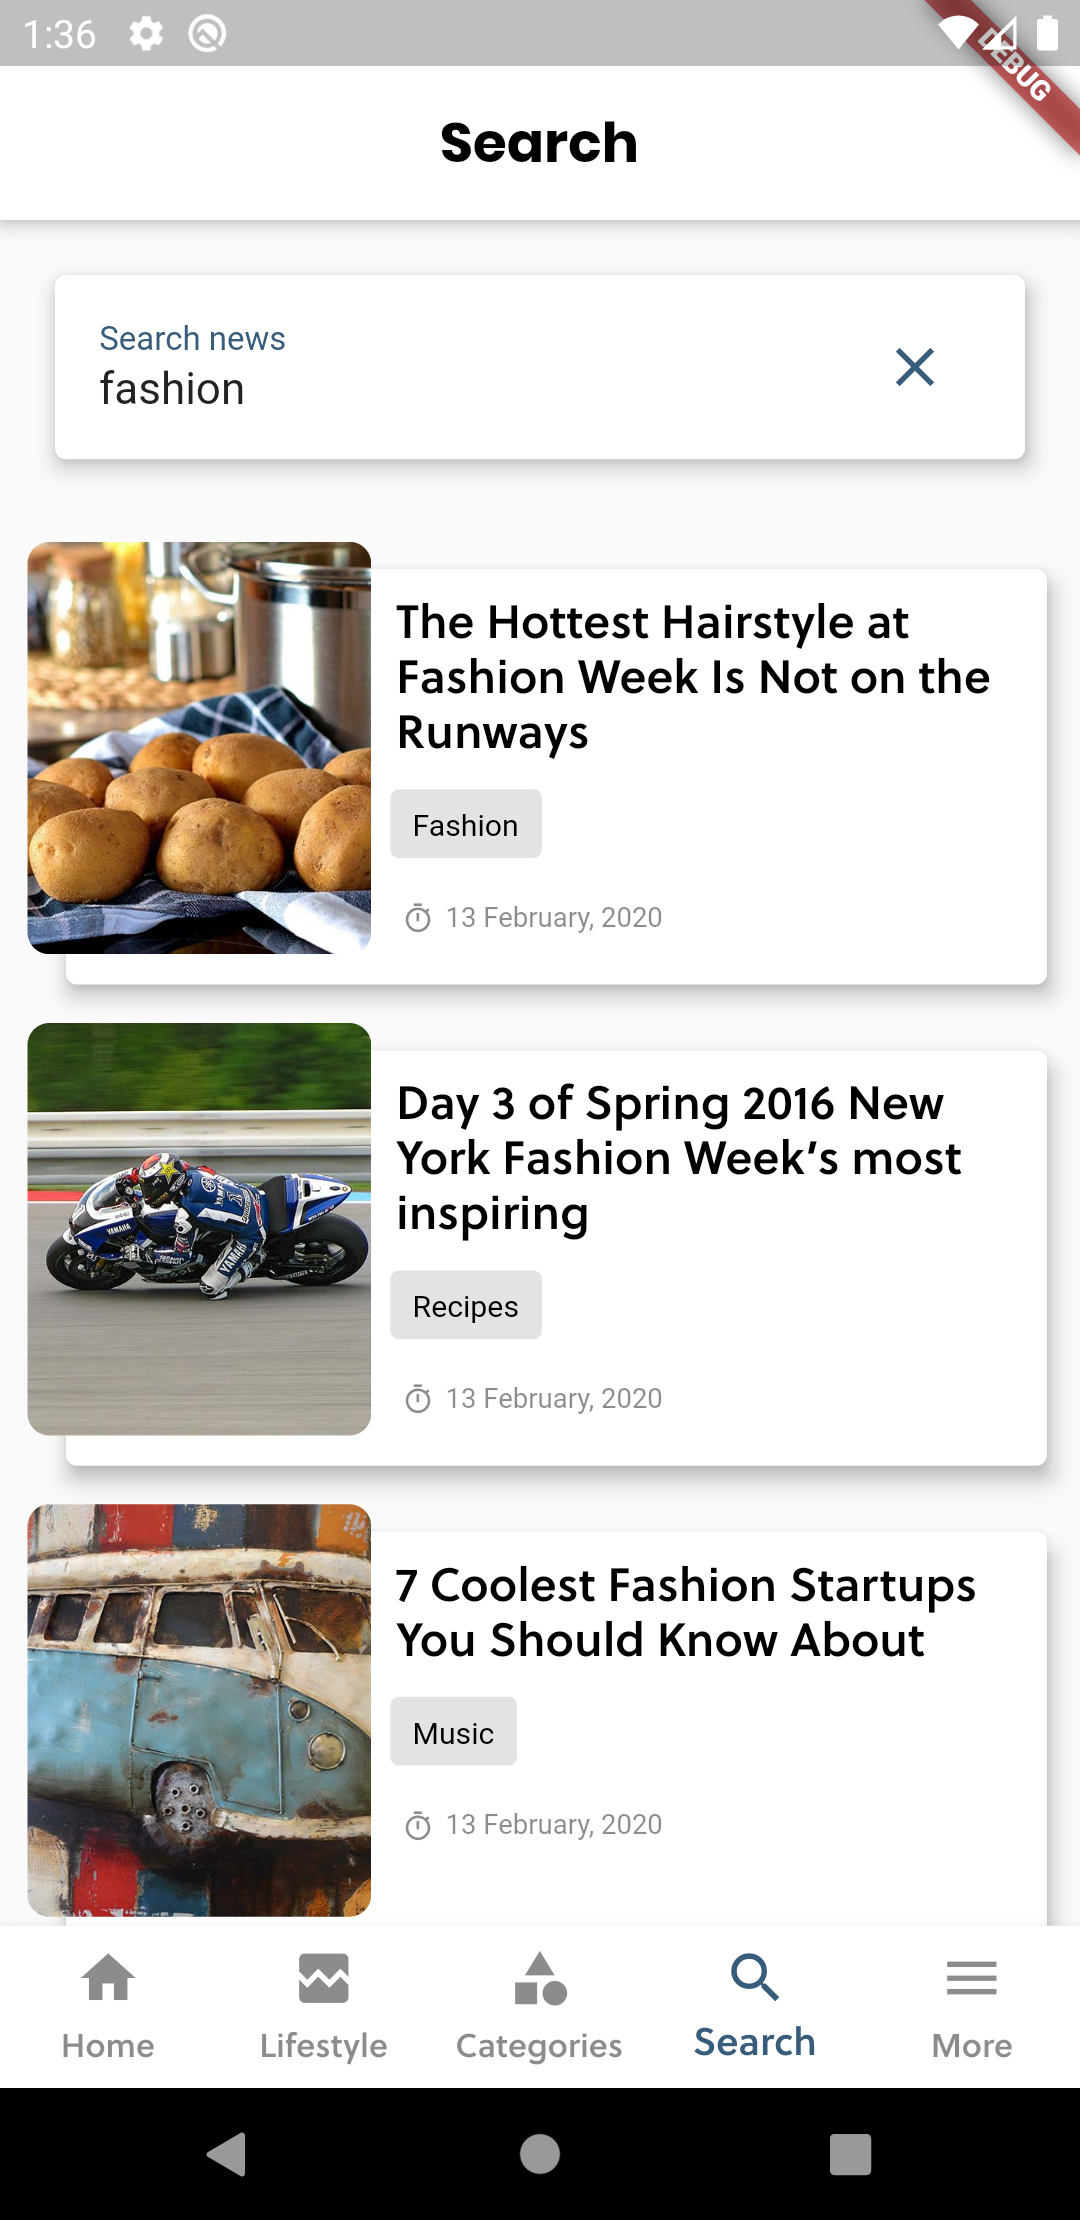 1:36
DEBUG
Search
Search news
fashion
The Hottest Hairstyle at
Fashion Week Is Not on the
Runways
Fashion
13 February, 2020
YAMAHA
YAMAHA
Day 3 of Spring 2016 New
York Fashion Week’s most
inspiring
Recipes
13 February, 2020
7 Coolest Fashion Startups
You Should Know About
Music
13 February, 2020
Home
Lifestyle
Categories
Search
More